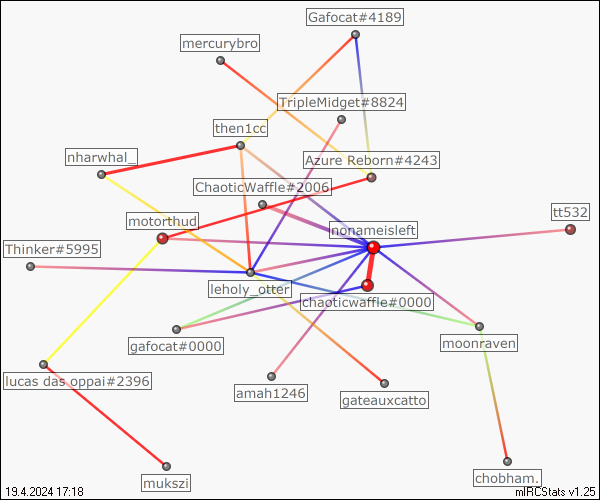 Gafocat#4189
mercurybro
TripleMidget#8824
then1cc
nharwhal_
Azure Reborn#4243
ChaoticWaffle#2006
tt532
motorthud
nonameisleft
Thinker#5995
leholy_otter
chaoticwaffle#0000
gafocat#0000
moonraven
lucas das oppai#2396
amah1246
gateauxcatto
mukszi
chobham.
19.4.2024 17:18
mIRCStats v1.25